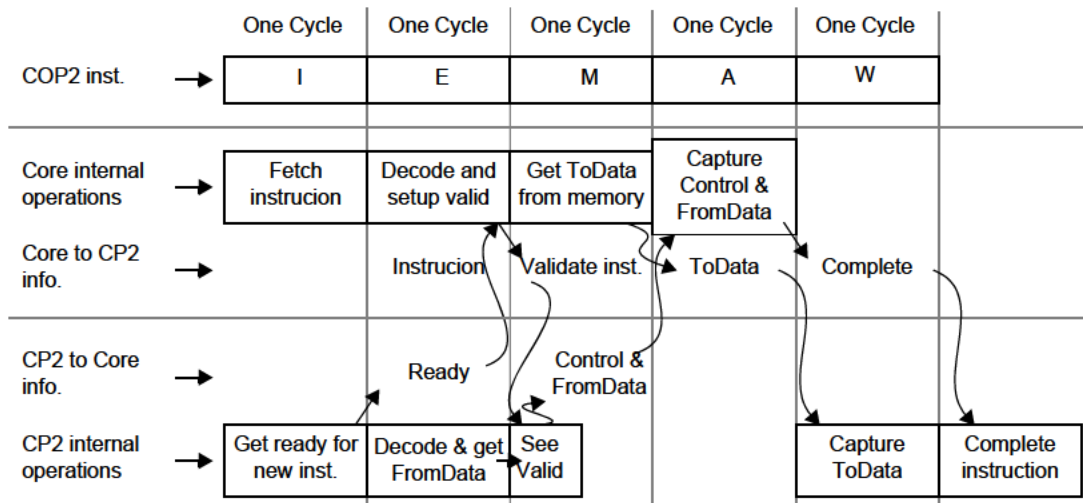 One Cycle One Cycle One Cycle One Cycle One Cycle
COP2 inst. I E M A W
Core internal
operations
Fetch
instrucion
Decode and
setup valid
Get ToData
from memory
Capture
Control &
FromData
Core to CP2
info.
Instrucion
Validate inst.
ToData
Complete
CP2 to Core
info.
Ready
Control &
FromData
CP2 internal
operations
Get ready for
new inst.
Decode & get
FromData
See
Valid
Capture
ToData
Complete
instruction